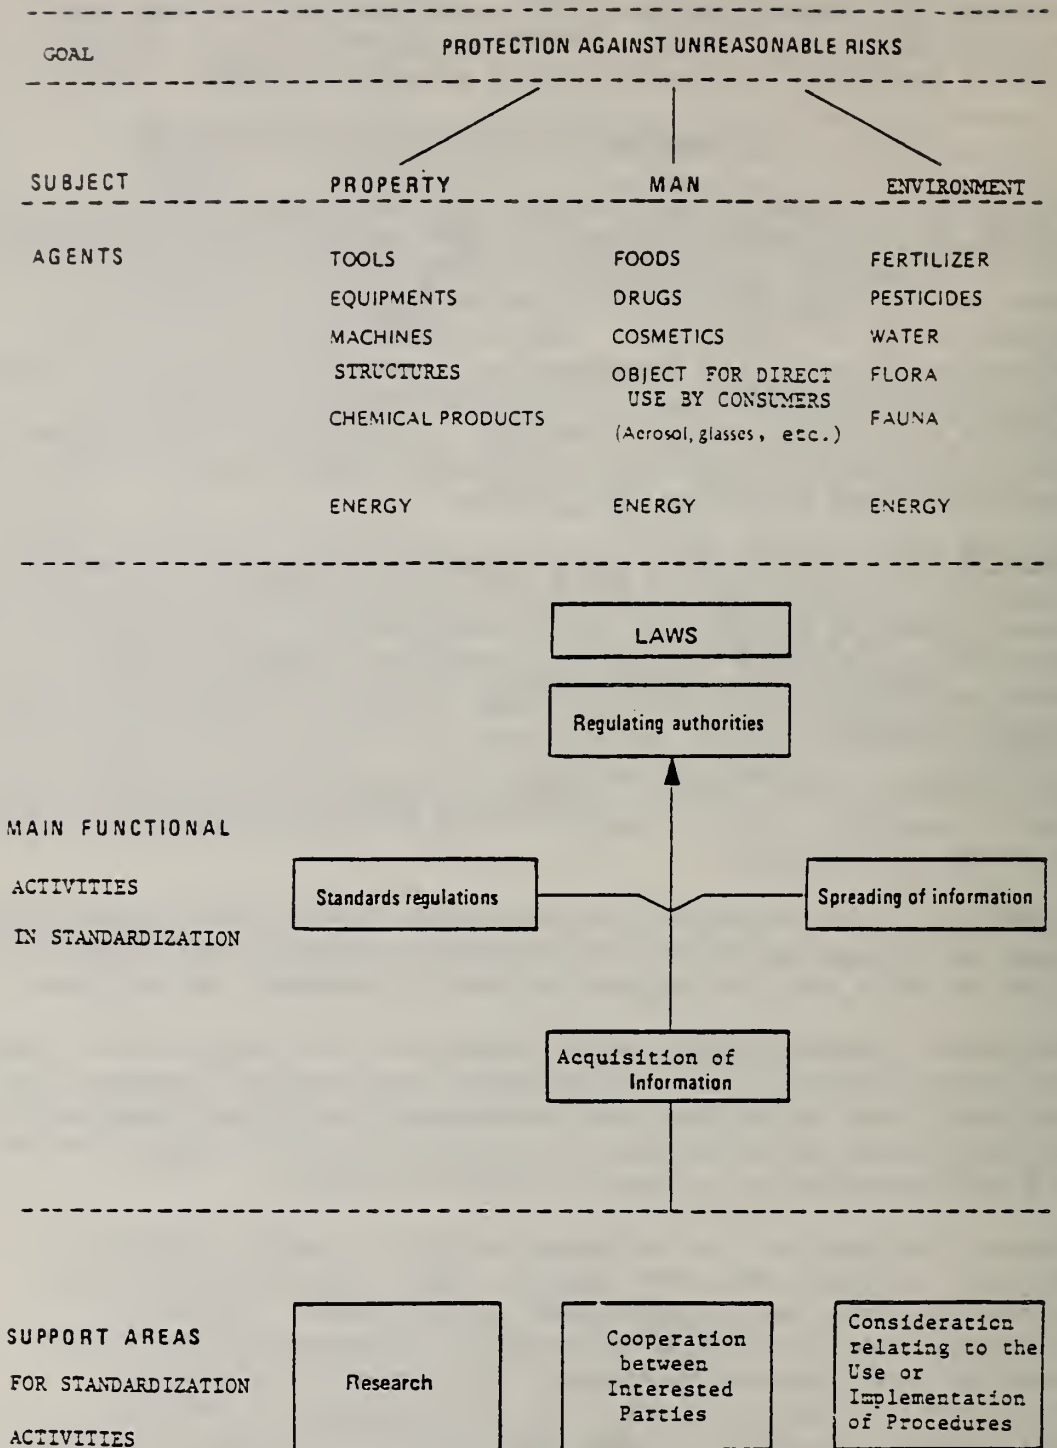 GOAL PROTECTION AGAINST UNREASONABLE RISKS
SUBJECT PROPERTY MAN ENVIRONMENT
AGENTS TOOLS FOODS FERTILIZER
EQUIPMENTS DRUGS PESTICIDES
MACHINES COSMETICS WATER
STRUCTURES OBJECT FOR DIRECT FLORA
USE BY CONSUMERS
CHEMICAL PRODUCTS (Aerosol, glasses, etc.) FAUNA
ENERGY ENERGY ENERGY
LAWS
Regulating authorities
MAIN FUNCTIONAL
ACTIVITIES
IN STANDARDIZATION
Standards regulations
Spreading of information
Acquisition of
Information
SUPPORT AREAS
FOR STANDARDIZATION
ACTIVITIES
Research
Cooperation
between
Interested
Parties
Consideration
relating to the
Use or
Implementation
of Procedures